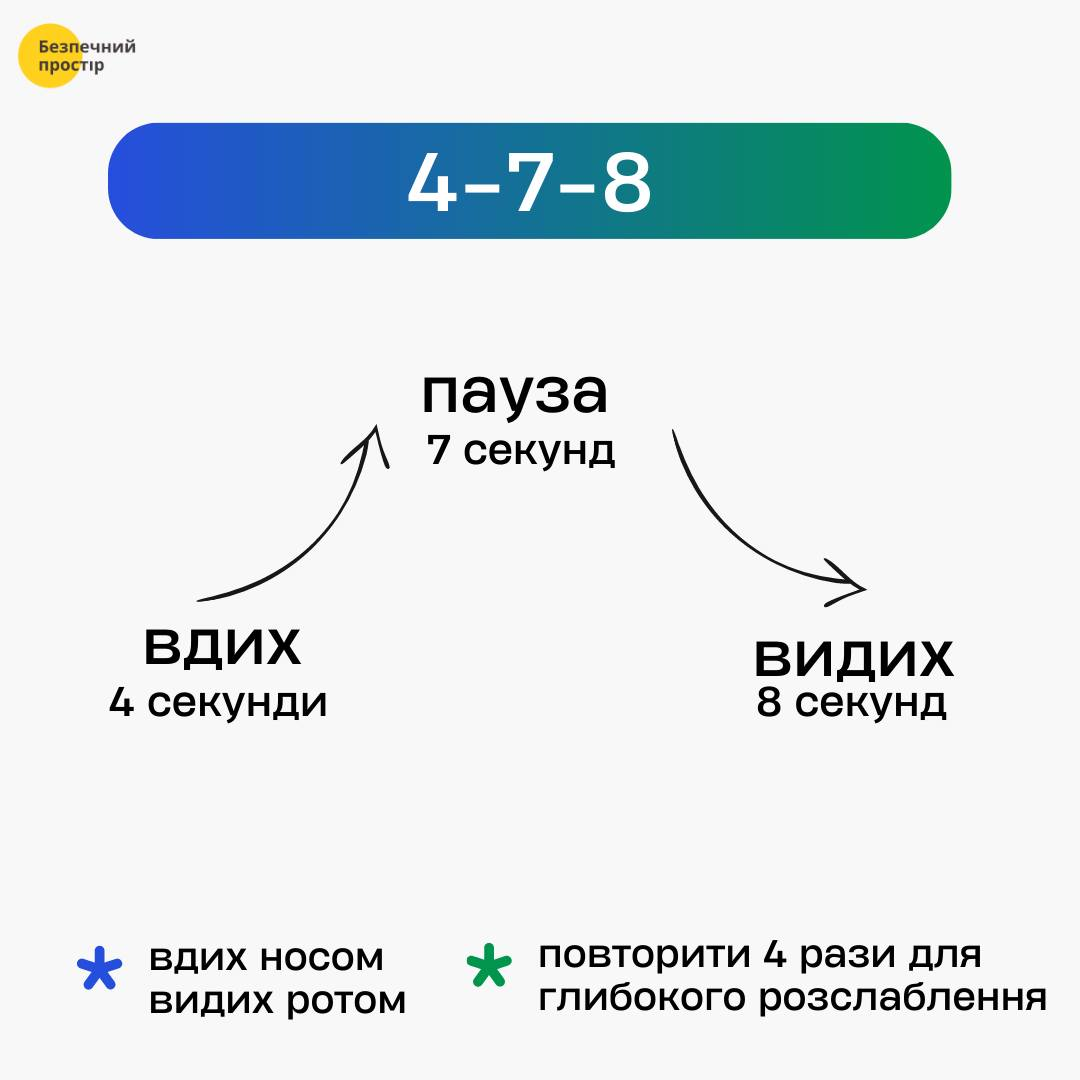 Безпечний
простір
4-7-8
пауза
7 секунд
вдих
4 секунди
видих
8 секунд
вдих носом
видих ротом
повторити 4 рази для
глибокого розслаблення